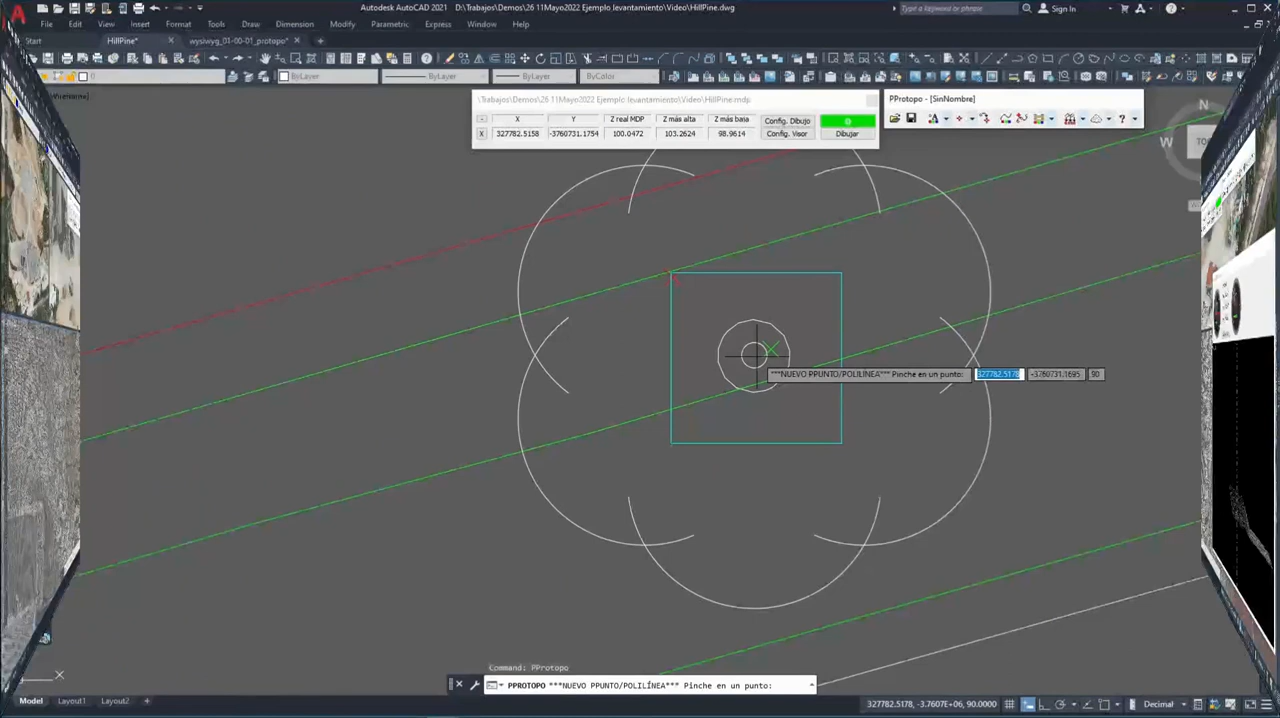 Autodesk AutoCAD 2021 D:\Trabajos\Demos\26 11Mayo2022 Ejemplo levantamiento\Video\HillPine.dwg
Type a keyword or phrase
Sign In
File Edit View Insert Format Tools Draw Dimension Modify Parametric Express Window Help
Start HillPine* wysiwyg_01-00-01_protopo*
0 ByLayer ByLayer ByLayer ByColor
\Trabajos\Demos\26 11Mayo2022 Ejemplo levantamiento\Video\HillPine.mdp
PProtopo - [SinNombre]
- X Y Z real MDP Z más alta Z más baja Config. Dibujo
X 327782.5158 -3760731.1754 100.0472 103.2624 98.9614 Config. Visor Dibujar
N
W TO
***NUEVO PPUNTO/POLILÍNEA*** Pinche en un punto: 327782.5178 -3760731.1695 90
Command: PProtopo
PPROTOPO ***NUEVO PPUNTO/POLILÍNEA*** Pinche en un punto:
Model Layout1 Layout2 + 327782.5178, -3.7607E+06, 90.0000 Decimal